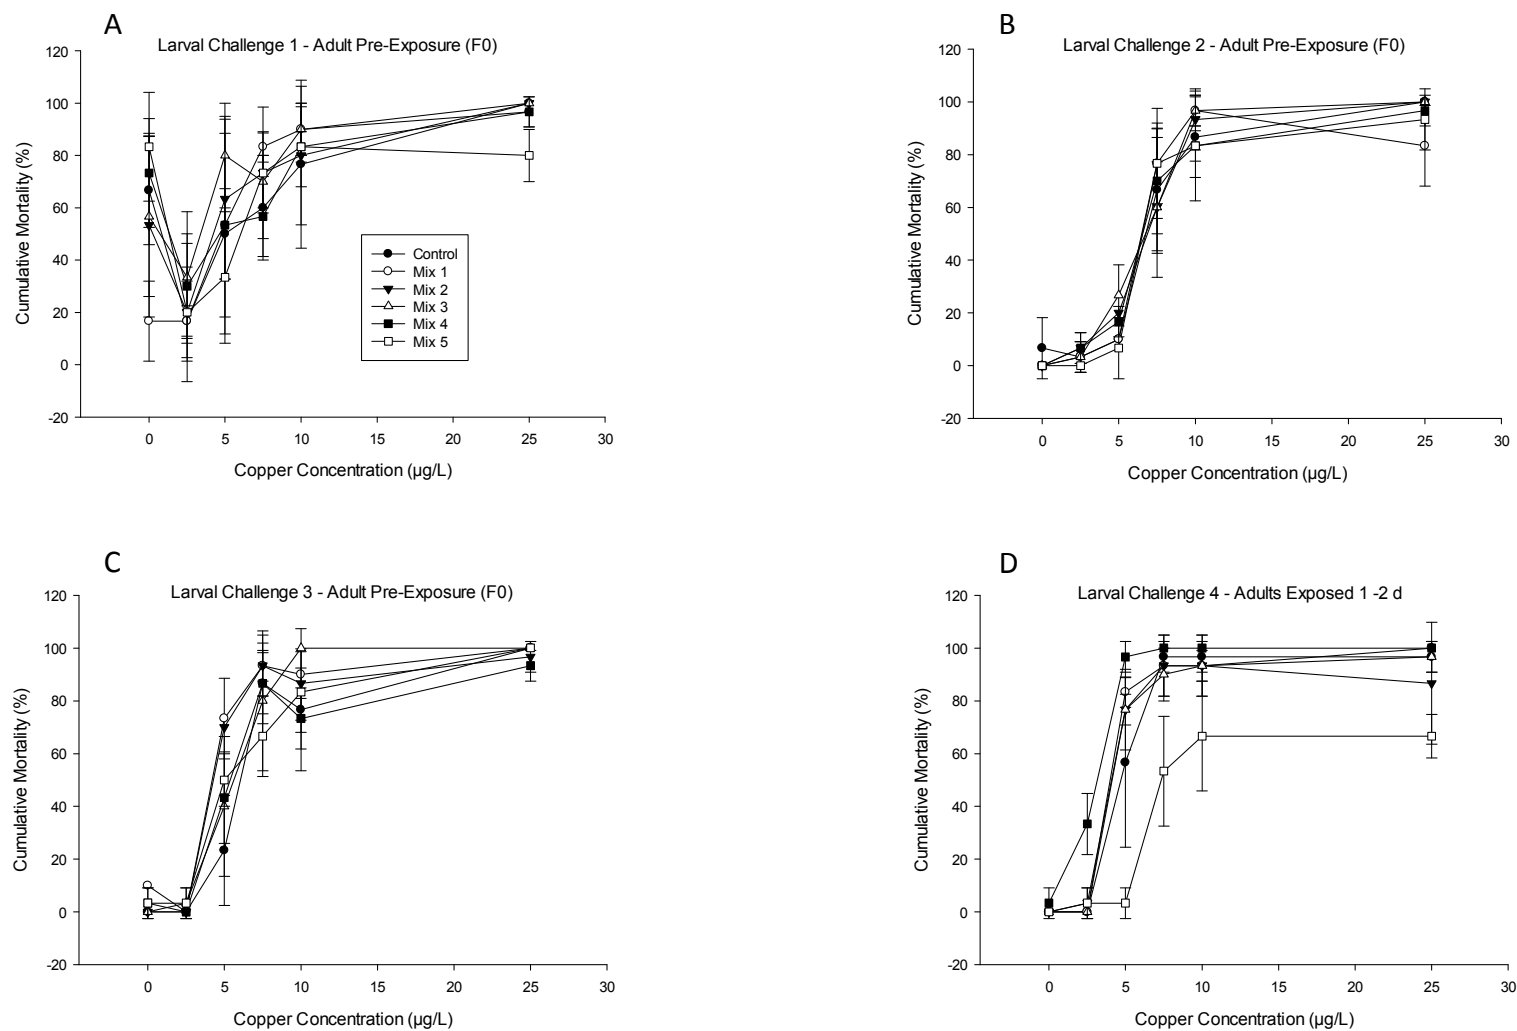 A
Larval Challenge 1 - Adult Pre-Exposure (F0)
120
100
80
60
40
20
0
-20
Cumulative Mortality (%)
Control
Mix 1
Mix 2
Mix 3
Mix 4
Mix 5
0 5 10 15 20 25 30
Copper Concentration (µg/L)
B
Larval Challenge 2 - Adult Pre-Exposure (F0)
120
100
80
60
40
20
0
-20
Cumulative Mortality (%)
0 5 10 15 20 25 30
Copper Concentration (µg/L)
C
Larval Challenge 3 - Adult Pre-Exposure (F0)
120
100
80
60
40
20
0
-20
Cumulative Mortality (%)
0 5 10 15 20 25 30
Copper Concentration (µg/L)
D
Larval Challenge 4 - Adults Exposed 1 -2 d
120
100
80
60
40
20
0
-20
Cumulative Mortality (%)
0 5 10 15 20 25 30
Copper Concentration (µg/L)